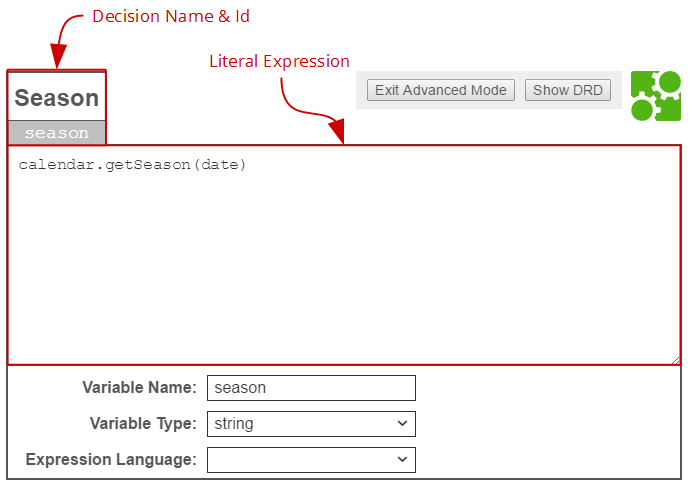 Decision Name & Id
Literal Expression
Exit Advanced Mode
Show DRD
Season
season
calendar.getSeason(date)
Variable Name: season
Variable Type: string
Expression Language: